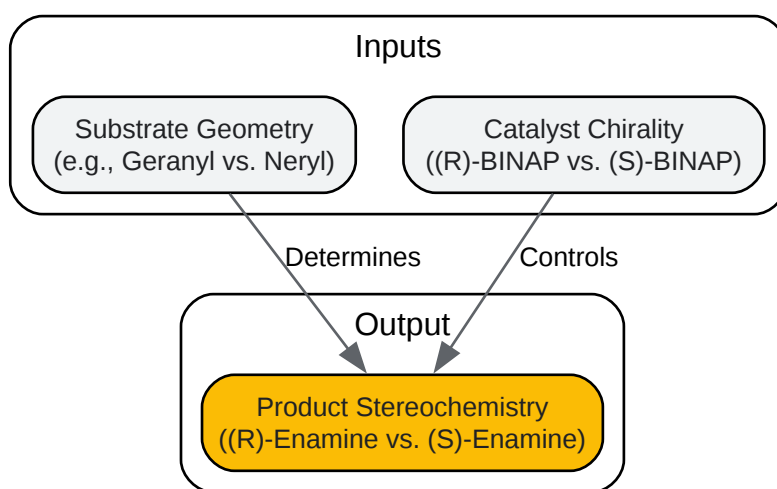 Inputs
Substrate Geometry
(e.g., Geranyl vs. Neryl)
Catalyst Chirality
((R)-BINAP vs. (S)-BINAP)
Determines
Controls
Output
Product Stereochemistry
((R)-Enamine vs. (S)-Enamine)